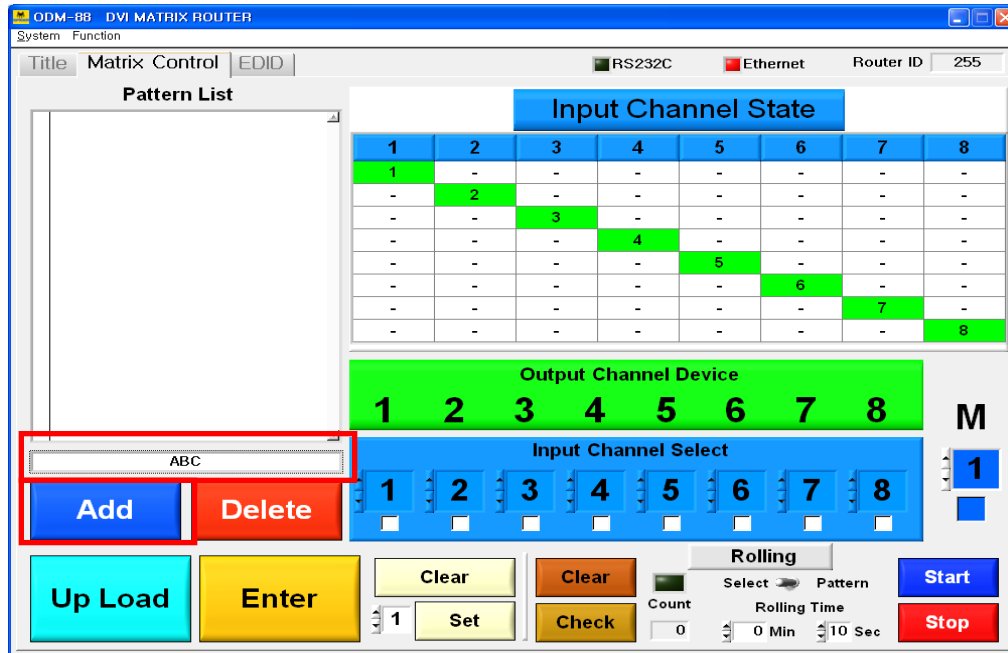 ODM-88 DVI MATRIX ROUTER
System Function
Title Matrix Control EDID RS232C Ethernet Router ID 255
Pattern List
Input Channel State
1 2 3 4 5 6 7 8
1 - - - - - - -
- 2 - - - - - -
- - 3 - - - - -
- - - 4 - - - -
- - - - 5 - - -
- - - - - 6 - -
- - - - - - 7 -
- - - - - - - 8
Output Channel Device
1 2 3 4 5 6 7 8
M
ABC
Input Channel Select
1 2 3 4 5 6 7 8
1
Add Delete
Up Load Enter
Clear
1 Set
Clear
Check
Rolling
Select Pattern
Count
0
Rolling Time
0 Min 10 Sec
Start
Stop